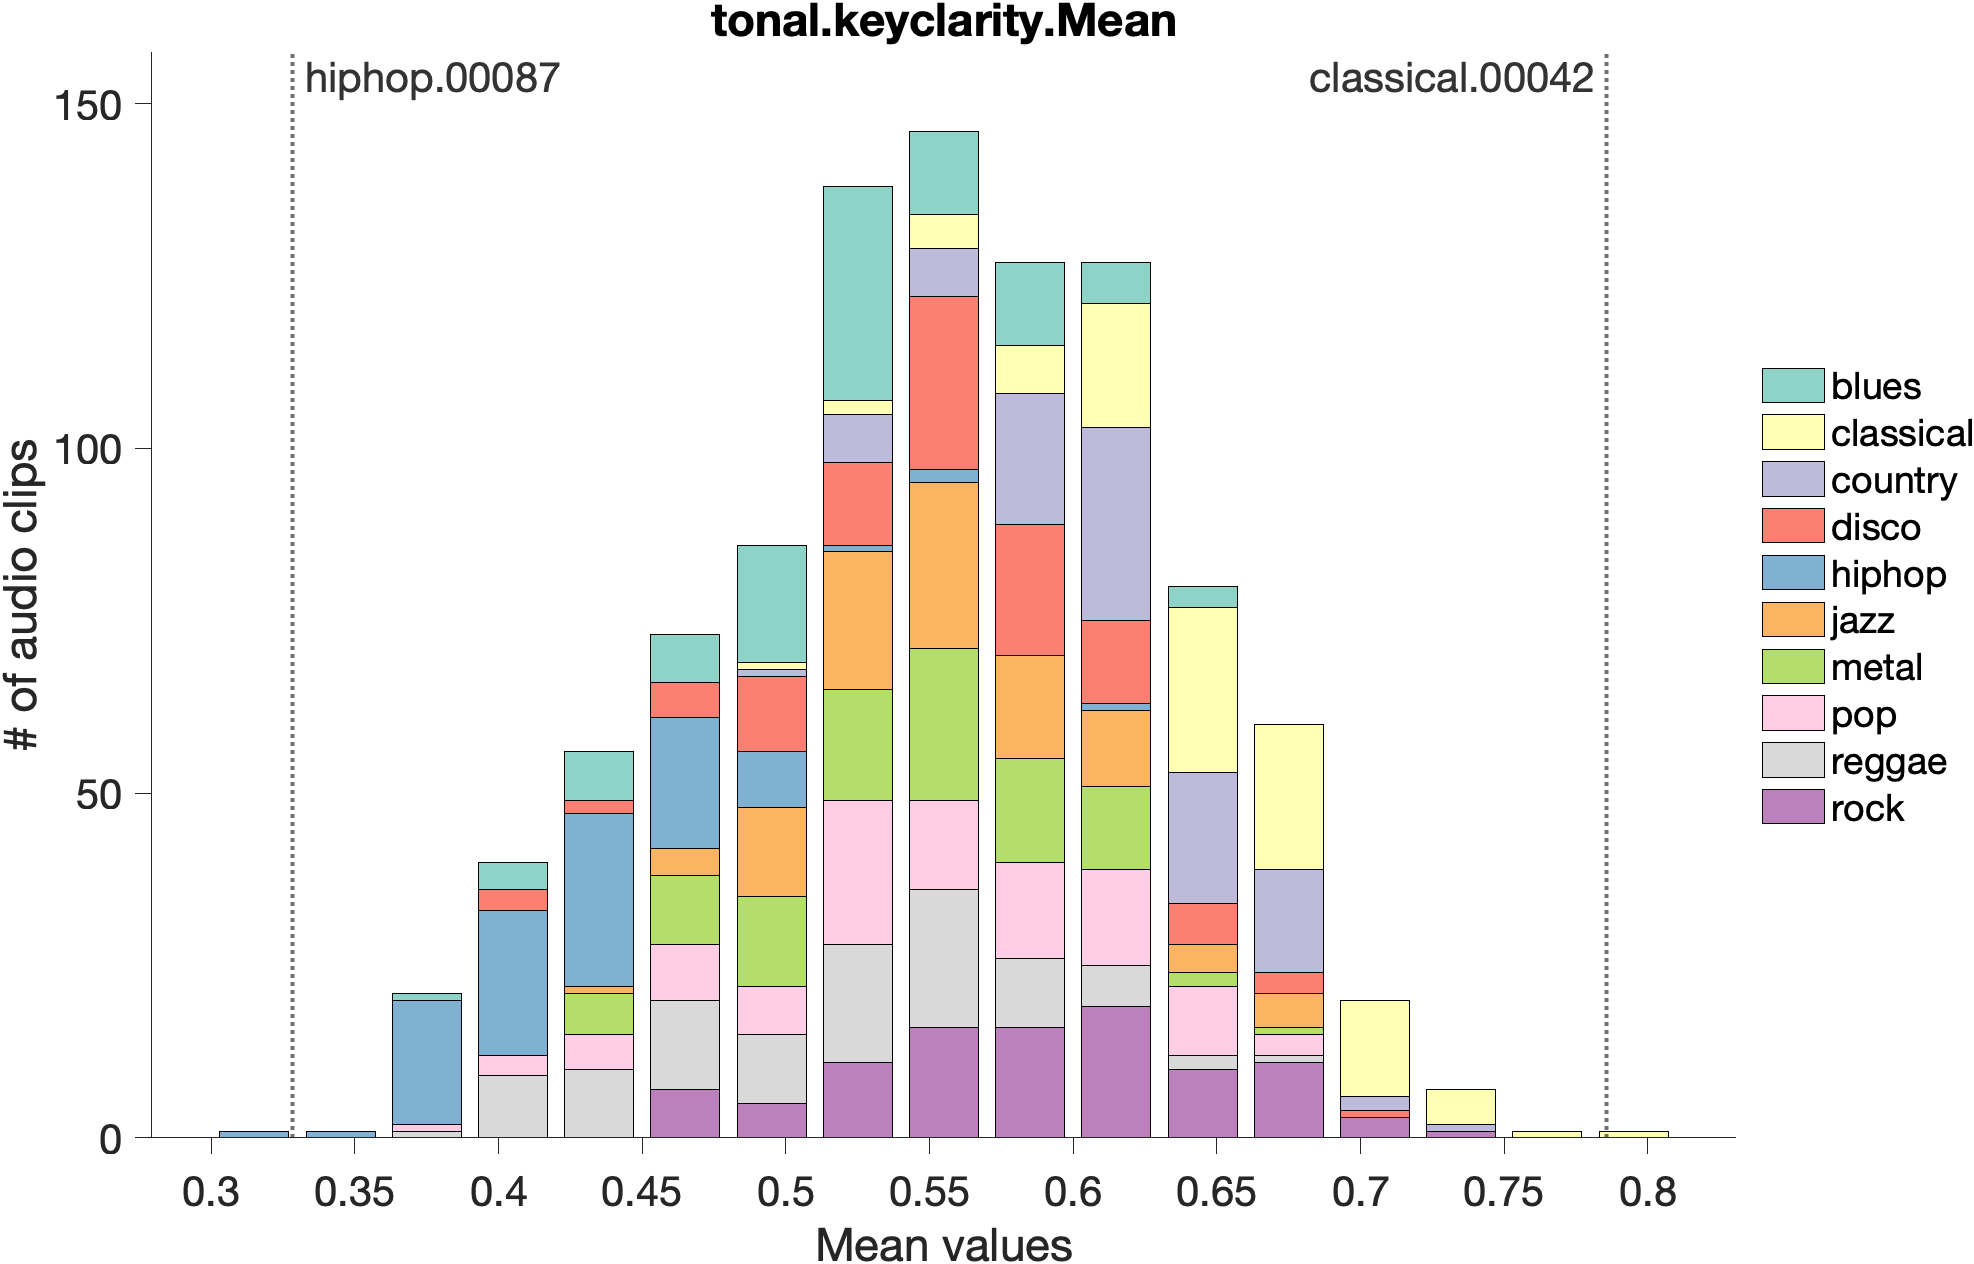 tonal.keyclarity.Mean
hiphop.00087
classical.00042
# of audio clips
150
100
50
0
0.3
0.35
0.4
0.45
0.5
0.55
0.6
0.65
0.7
0.75
0.8
Mean values
blues
classical
country
disco
hiphop
jazz
metal
pop
reggae
rock